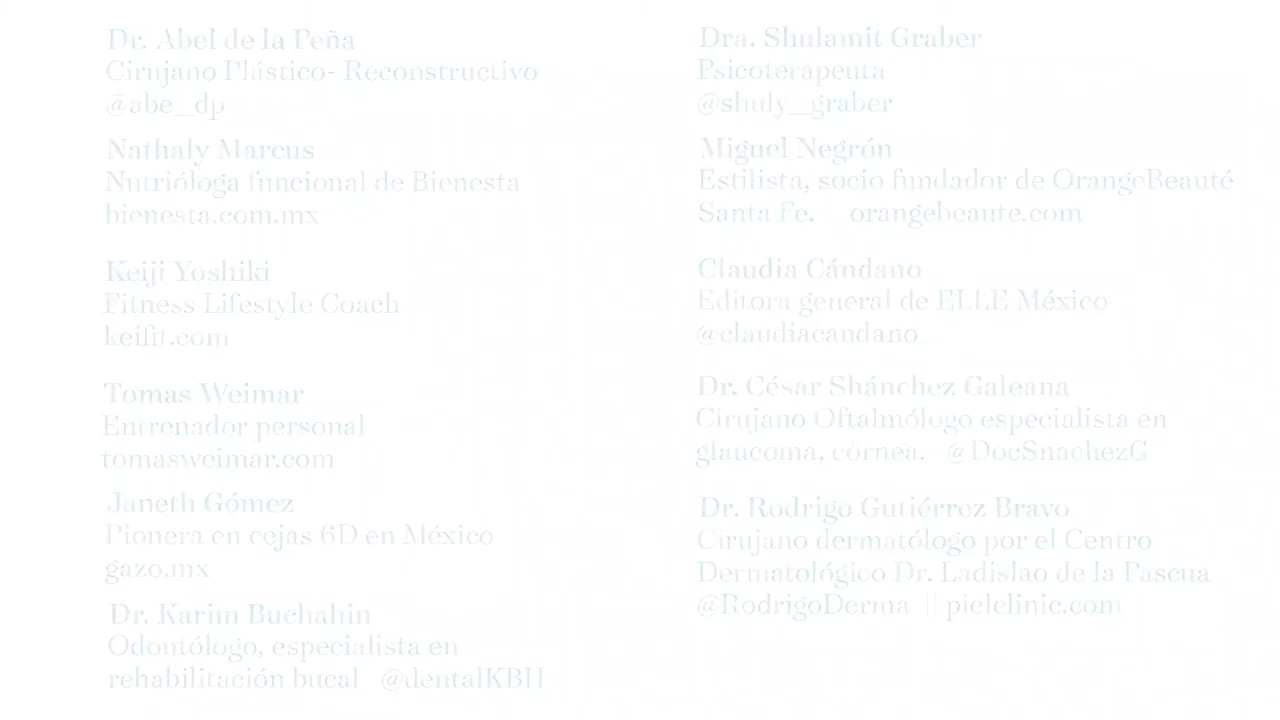 Dr. Abel de la Peña
Cirujano Plástico- Reconstructivo
@abe_dp
Nathaly Marcus
Nutrióloga funcional de Bienesta
bienesta.com.mx
Keiji Yoshiki
Fitness Lifestyle Coach
keifit.com
Tomas Weimar
Entrenador personal
tomasweimar.com
Janeth Gómez
Pionera en cejas 6D en México
gazo.mx
Dr. Karim Buchahin
Odontólogo, especialista en
rehabilitación bucal @dentalKBH
Dra. Shulamit Graber
Psicoterapeuta
@shuly_graber
Miguel Negrón
Estilista, socio fundador de OrangeBeauté
Santa Fe. orangebeaute.com
Claudia Cándano
Editora general de ELLE México
@claudiacandano
Dr. César Shánchez Galeana
Cirujano Oftalmólogo especialista en
glaucoma, córnea. @DocSnachezG
Dr. Rodrigo Gutiérrez Bravo
Cirujano dermatólogo por el Centro
Dermatológico Dr. Ladislao de la Pascua
@RodrigoDerma || pielclinic.com